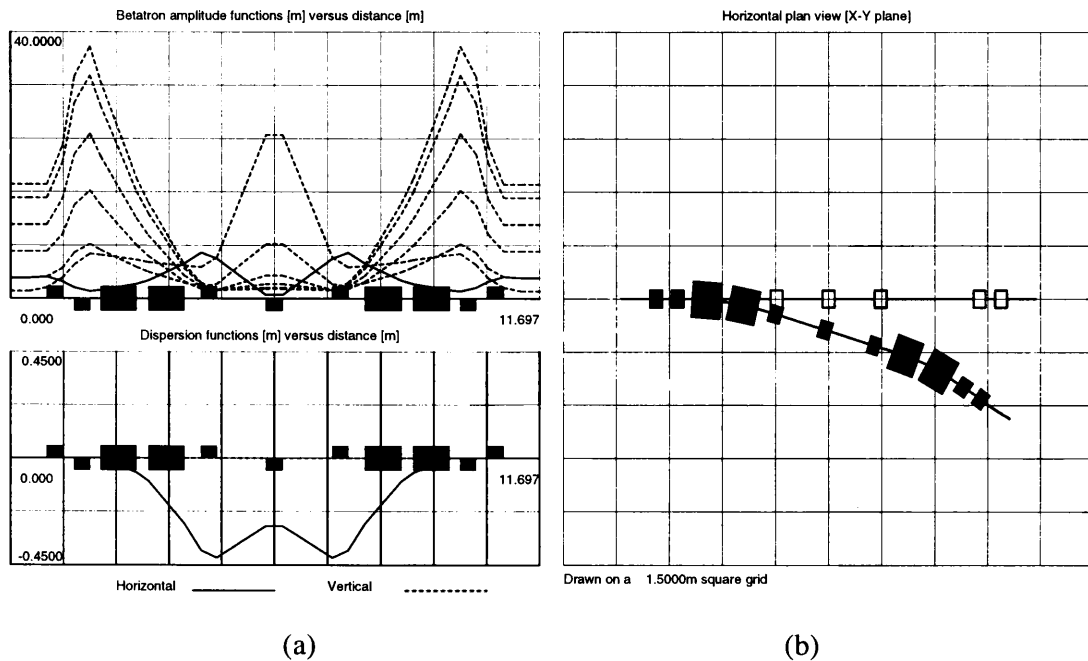 Betatron amplitude functions [m] versus distance [m]
40.0000
0.000
11.697
Dispersion functions [m] versus distance [m]
0.4500
0.000
11.697
-0.4500
Horizontal
Vertical
(a)
Horizontal plan view [X-Y plane]
Drawn on a 1.5000m square grid
(b)